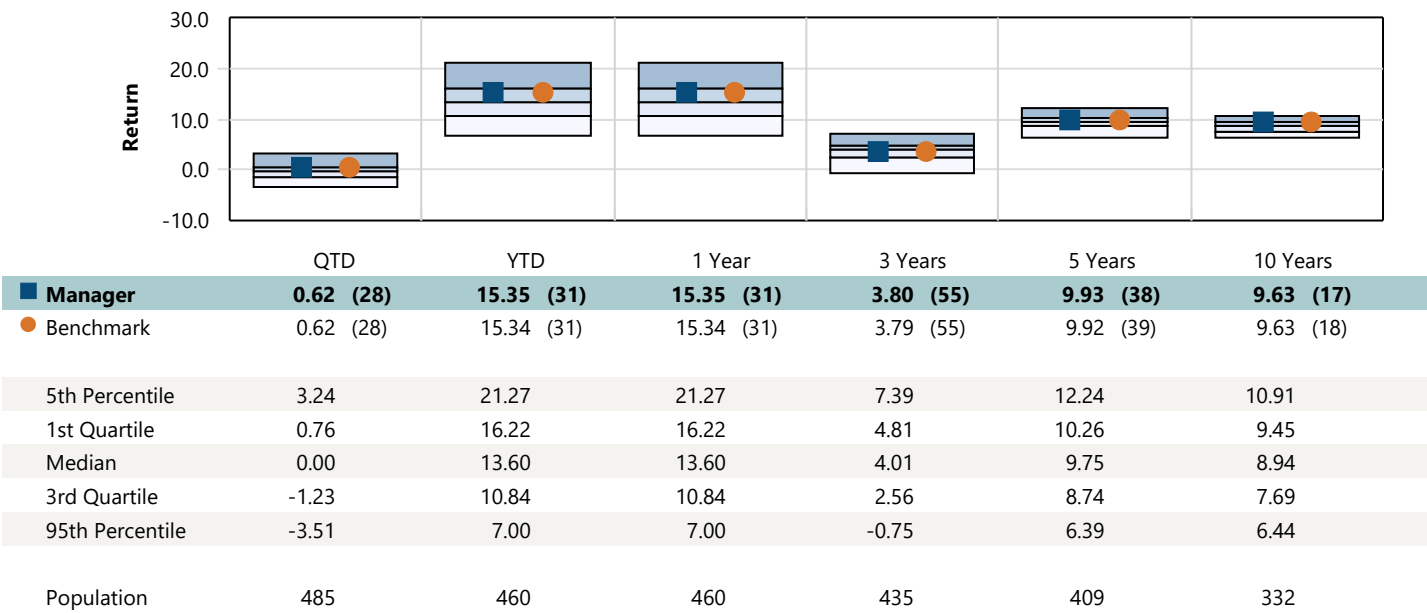 30.0
20.0
10.0
0.0
-10.0
Return
QTD YTD 1 Year 3 Years 5 Years 10 Years
Manager 0.62 (28) 15.35 (31) 15.35 (31) 3.80 (55) 9.93 (38) 9.63 (17)
Benchmark 0.62 (28) 15.34 (31) 15.34 (31) 3.79 (55) 9.92 (39) 9.63 (18)
5th Percentile 3.24 21.27 21.27 7.39 12.24 10.91
1st Quartile 0.76 16.22 16.22 4.81 10.26 9.45
Median 0.00 13.60 13.60 4.01 9.75 8.94
3rd Quartile -1.23 10.84 10.84 2.56 8.74 7.69
95th Percentile -3.51 7.00 7.00 -0.75 6.39 6.44
Population 485 460 460 435 409 332